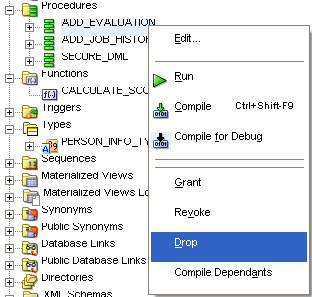 Procedures
ADD_EVALUATION
ADD_JOB_HISTOR
SECURE_DML
Functions
CALCULATE_SCO
Triggers
Types
PERSON_INFO_TY
Sequences
Materialized Views
Materialized Views Lo
Synonyms
Public Synonyms
Database Links
Public Database Links
Directories
XML Schemas
Edit...
Run
Compile Ctrl+Shift-F9
Compile for Debug
Grant
Revoke
Drop
Compile Dependants